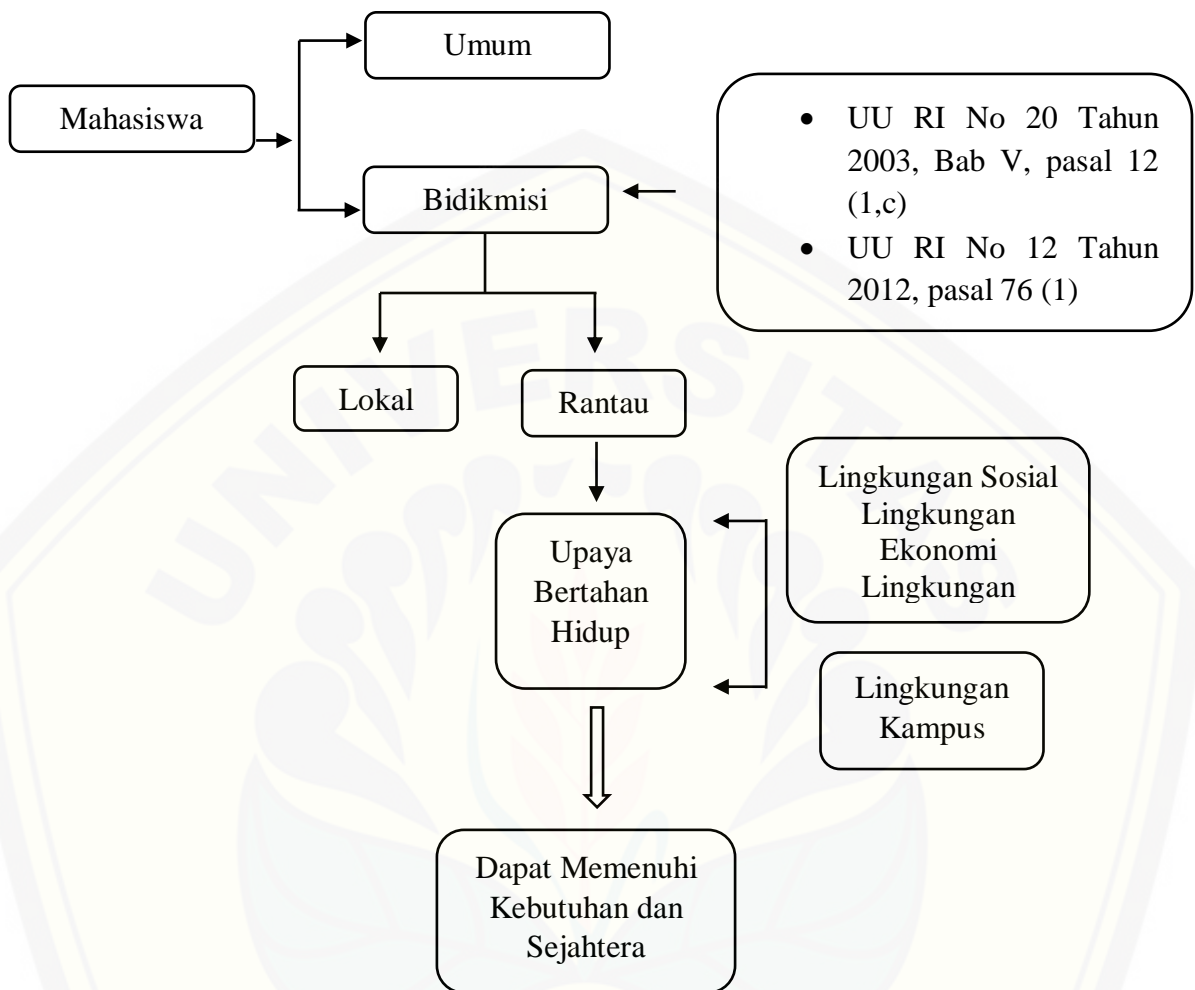 Umum
Mahasiswa
Bidikmisi
• UU RI No 20 Tahun
2003, Bab V, pasal 12
(1,c)
• UU RI No 12 Tahun
2012, pasal 76 (1)
Lokal
Rantau
Lingkungan Sosial
Lingkungan
Ekonomi
Lingkungan
Upaya
Bertahan
Hidup
Lingkungan
Kampus
Dapat Memenuhi
Kebutuhan dan
Sejahtera
UNIVERSITAS